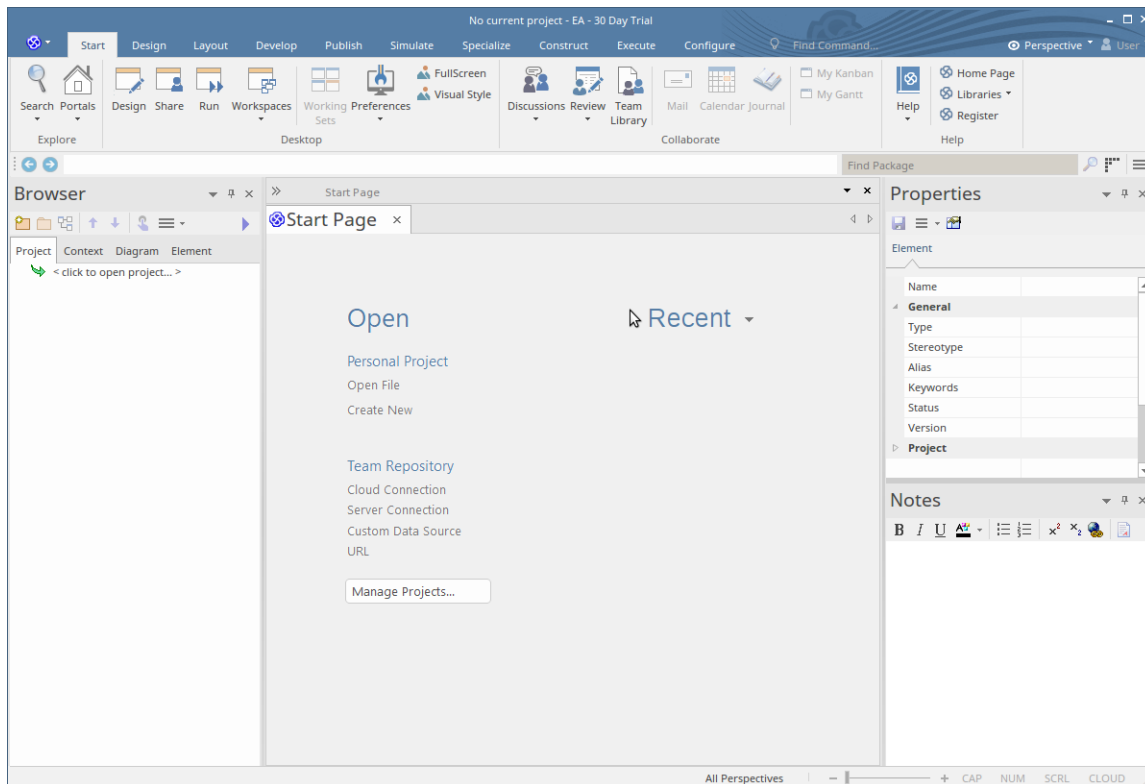 No current project - EA - 30 Day Trial
Start Design Layout Develop Publish Simulate Specialize Construct Execute Configure Find Command... Perspective User
Search Portals Design Share Run Workspaces Working Sets Preferences FullScreen Visual Style Discussions Review Team Library Mail Calendar Journal My Kanban My Gantt Help Home Page Libraries Register
Explore Desktop Collaborate Help
Find Package
Browser
Project Context Diagram Element
< click to open project... >
Start Page
Start Page
Open
Personal Project
Open File
Create New
Team Repository
Cloud Connection
Server Connection
Custom Data Source
URL
Manage Projects...
Recent
Properties
Element
Name
General
Type
Stereotype
Alias
Keywords
Status
Version
Project
Notes
B I U A x² x₂
All Perspectives CAP NUM SCRL CLOUD